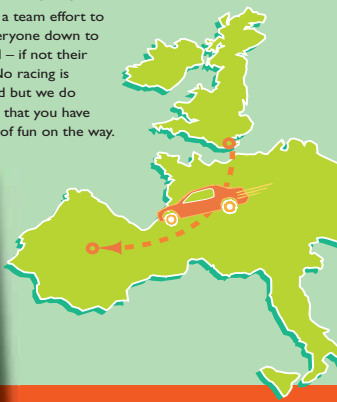 a team effort to
eryone down to
– if not their
No racing is
d but we do
that you have
of fun on the way.